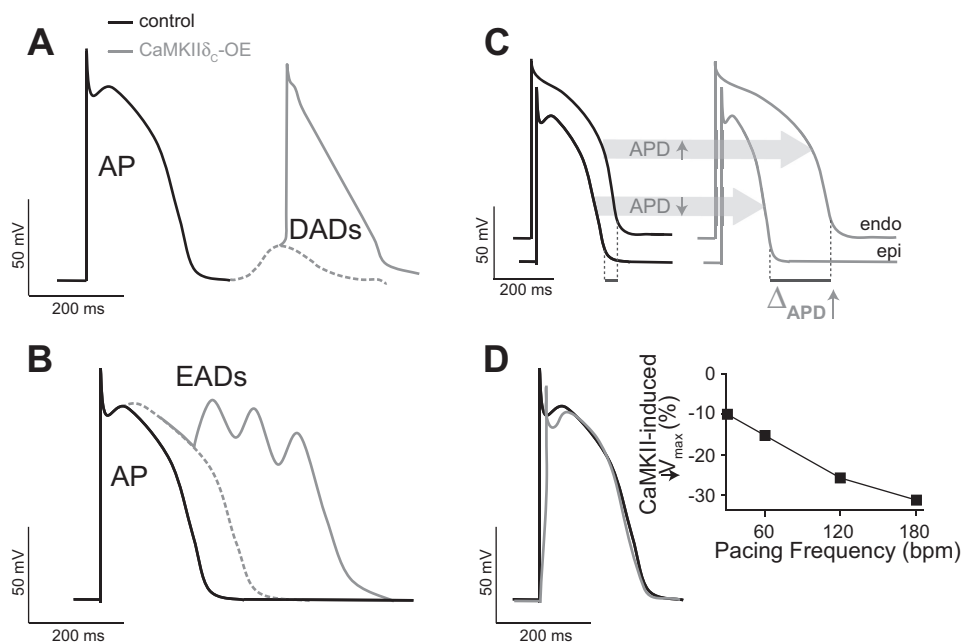 control
CaMKIIδC-OE
A
AP
DADs
50 mV
200 ms
C
APD ↑
APD ↓
endo
epi
50 mV
200 ms
ΔAPD ↑
B
EADs
AP
50 mV
200 ms
D
50 mV
200 ms
CaMKII-induced
↓Vmax (%)
0
-10
-20
-30
60
120
180
Pacing Frequency (bpm)